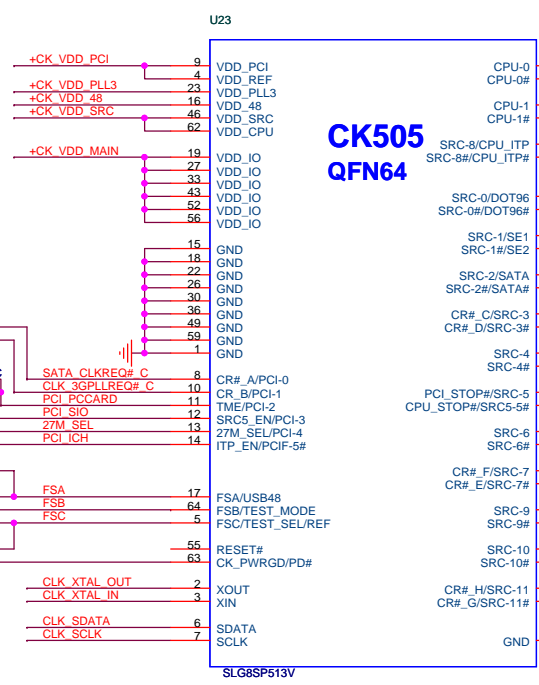 U23
+CK_VDD_PCI 9 VDD_PCI CPU-0
4 VDD_REF CPU-0#
+CK_VDD_PLL3 23 VDD_PLL3
+CK_VDD_48 16 VDD_48 CPU-1
+CK_VDD_SRC 46 VDD_SRC CPU-1#
62 VDD_CPU
CK505
SRC-8/CPU_ITP
+CK_VDD_MAIN 19 VDD_IO SRC-8#/CPU_ITP#
27 VDD_IO
QFN64
33 VDD_IO
43 VDD_IO SRC-0/DOT96
52 VDD_IO SRC-0#/DOT96#
56 VDD_IO
SRC-1/SE1
15 GND SRC-1#/SE2
18 GND
22 GND SRC-2/SATA
26 GND SRC-2#/SATA#
30 GND
36 GND CR#_C/SRC-3
49 GND CR#_D/SRC-3#
59 GND
1 GND SRC-4
SRC-4#
SATA_CLKREQ#_C 8 CR#_A/PCI-0
CLK_3GPLLREQ#_C 10 CR_B/PCI-1 PCI_STOP#/SRC-5
PCI_PCCARD 11 TME/PCI-2 CPU_STOP#/SRC5-5#
PCI_SIO 12 SRC5_EN/PCI-3
27M_SEL 13 27M_SEL/PCI-4 SRC-6
PCI_ICH 14 ITP_EN/PCIF-5# SRC-6#
CR#_F/SRC-7
CR#_E/SRC-7#
FSA 17 FSA/USB48
FSB 64 FSB/TEST_MODE SRC-9
FSC 5 FSC/TEST_SEL/REF SRC-9#
55 RESET# SRC-10
63 CK_PWRGD/PD# SRC-10#
CLK_XTAL_OUT 2 XOUT CR#_H/SRC-11
CLK_XTAL_IN 3 XIN CR#_G/SRC-11#
CLK_SDATA 6 SDATA
CLK_SCLK 7 SCLK GND
SLG8SP513V